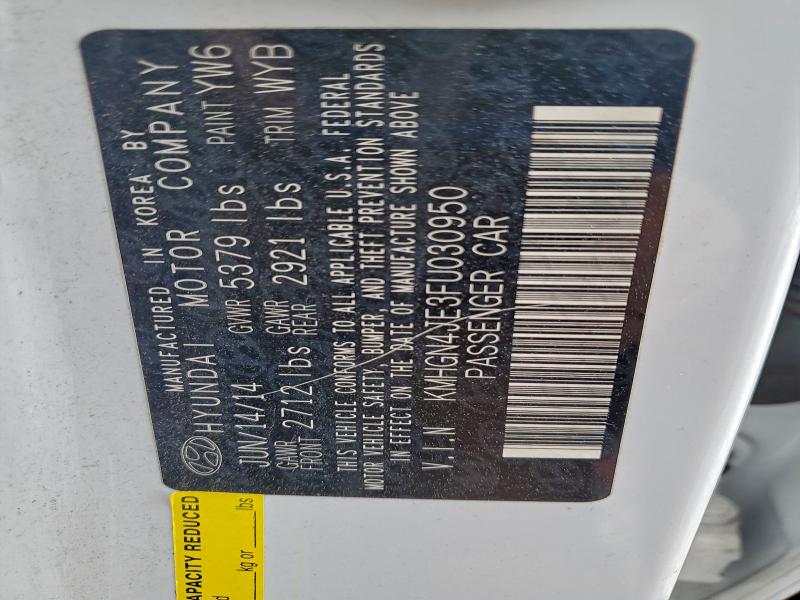 MANUFACTURED IN KOREA BY
HYUNDAI MOTOR COMPANY
JUN/14/14 GVWR 5379 lbs PAINT YW6
GAWR FRONT 2712 lbs GAWR REAR 2921 lbs TRIM WYB
THIS VEHICLE CONFORMS TO ALL APPLICABLE U.S.A. FEDERAL
MOTOR VEHICLE SAFETY, BUMPER, AND THEFT PREVENTION STANDARDS
IN EFFECT ON THE DATE OF MANUFACTURE SHOWN ABOVE
V.I.N KMHGN4JE3FU030950
PASSENGER CAR
APACITY REDUCED
d
kg or lbs